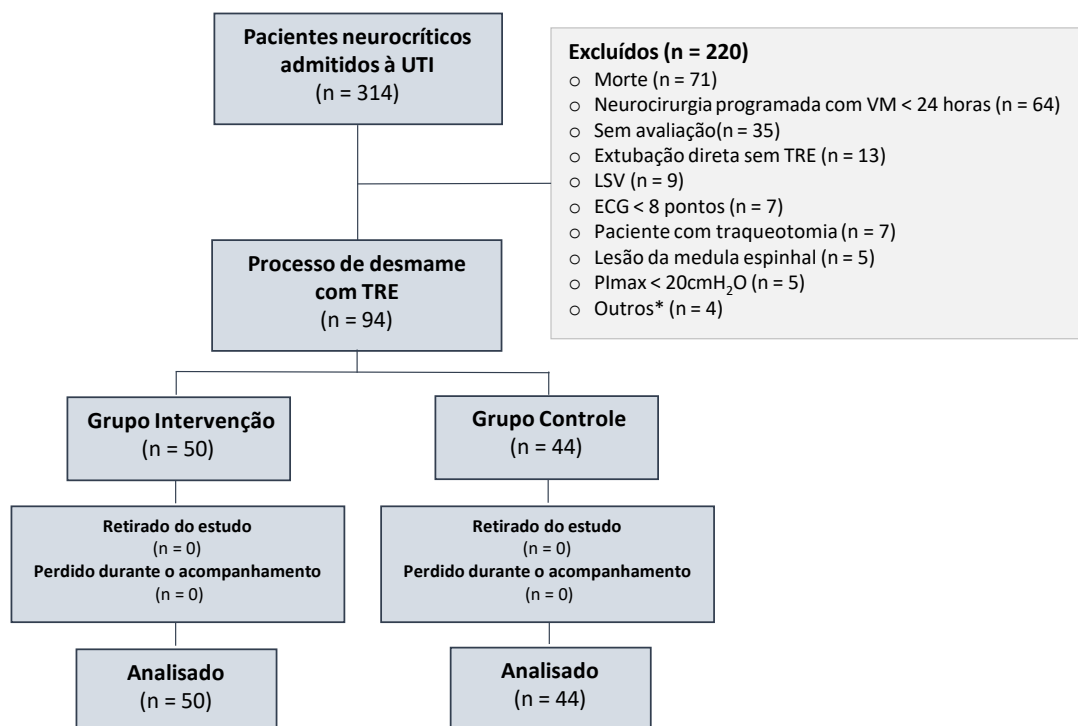 Pacientes neurocríticos
admitidos à UTI
(n = 314)
Excluídos (n = 220)
○ Morte (n = 71)
○ Neurocirurgia programada com VM < 24 horas (n = 64)
○ Sem avaliação(n = 35)
○ Extubação direta sem TRE (n = 13)
○ LSV (n = 9)
○ ECG < 8 pontos (n = 7)
○ Paciente com traqueotomia (n = 7)
○ Lesão da medula espinhal (n = 5)
○ PImax < 20cmH₂O (n = 5)
○ Outros* (n = 4)
Processo de desmame
com TRE
(n = 94)
Grupo Intervenção
(n = 50)
Grupo Controle
(n = 44)
Retirado do estudo
(n = 0)
Perdido durante o acompanhamento
(n = 0)
Retirado do estudo
(n = 0)
Perdido durante o acompanhamento
(n = 0)
Analisado
(n = 50)
Analisado
(n = 44)